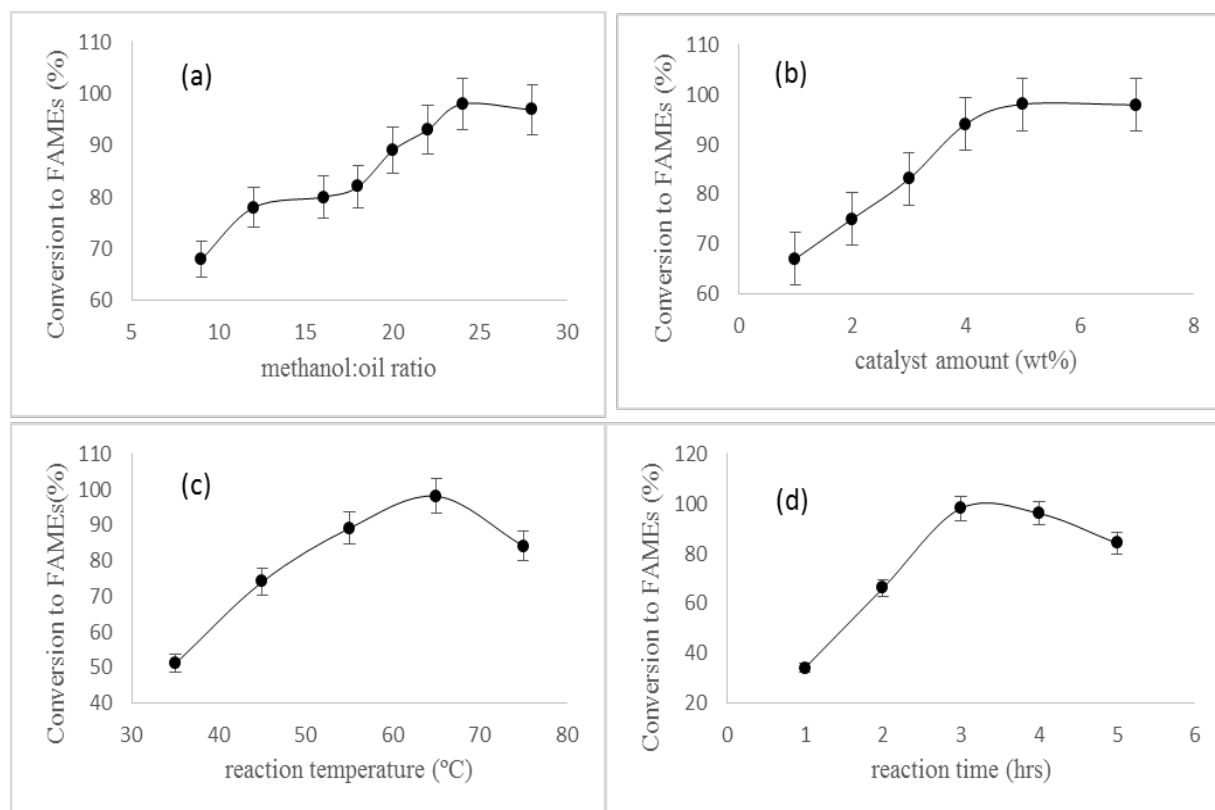 (a)
Conversion to FAMEs (%)
110
100
90
80
70
60
5 10 15 20 25 30
methanol:oil ratio
(b)
Conversion to FAMEs (%)
110
100
90
80
70
60
0 2 4 6 8
catalyst amount (wt%)
(c)
Conversion to FAMEs(%)
110
100
90
80
70
60
50
40
30 40 50 60 70 80
reaction temperature (ºC)
(d)
Conversion to FAMEs (%)
120
100
80
60
40
20
0 1 2 3 4 5 6
reaction time (hrs)